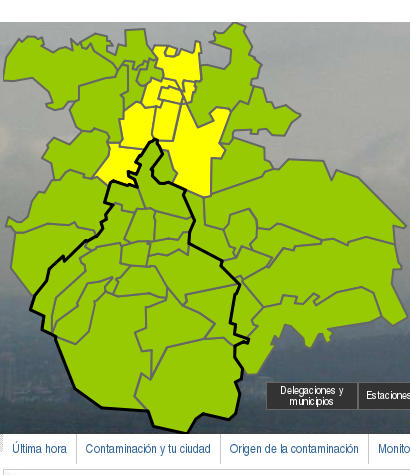 Delegaciones y
municipios
Estaciones
Última hora
Contaminación y tu ciudad
Origen de la contaminación
Monito